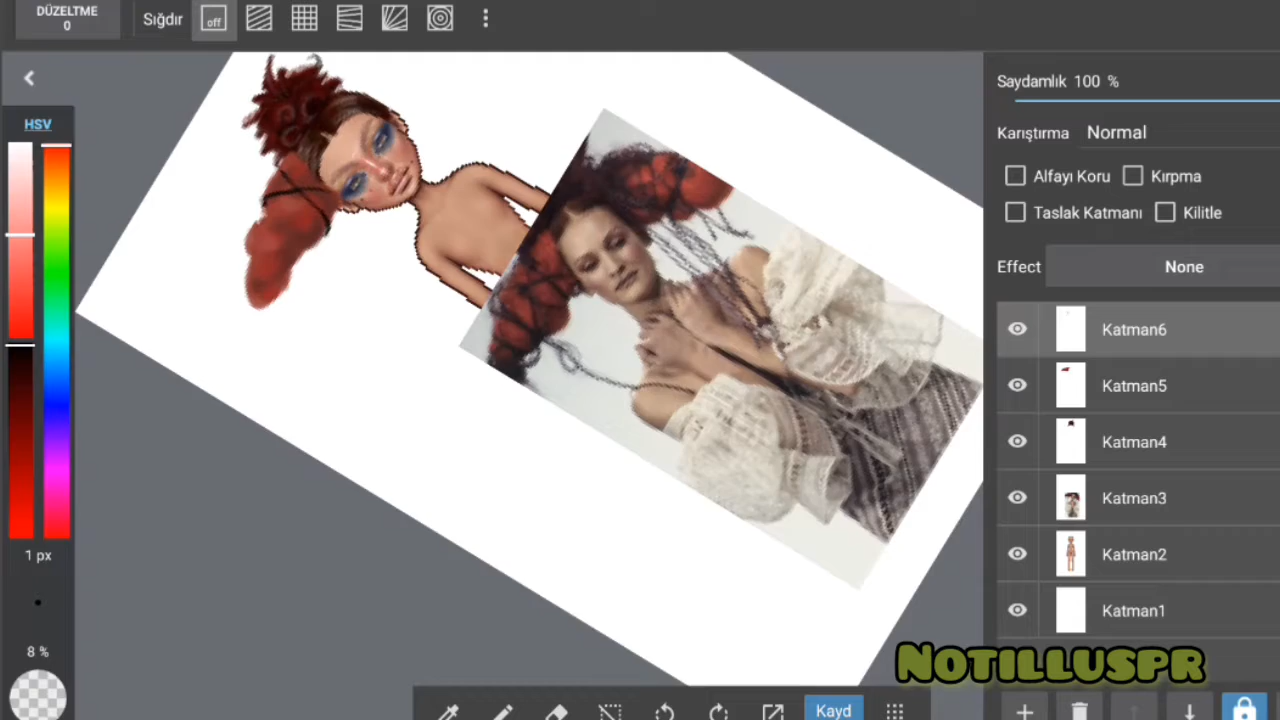 DÜZELTME
0
Sığdır
off
HSV
1 px
8 %
Saydamlık 100 %
Karıştırma Normal
Alfayı Koru
Kırpma
Taslak Katmanı
Kilitle
Effect None
Katman6
Katman5
Katman4
Katman3
Katman2
Katman1
NOTILLUSPR
Kayd